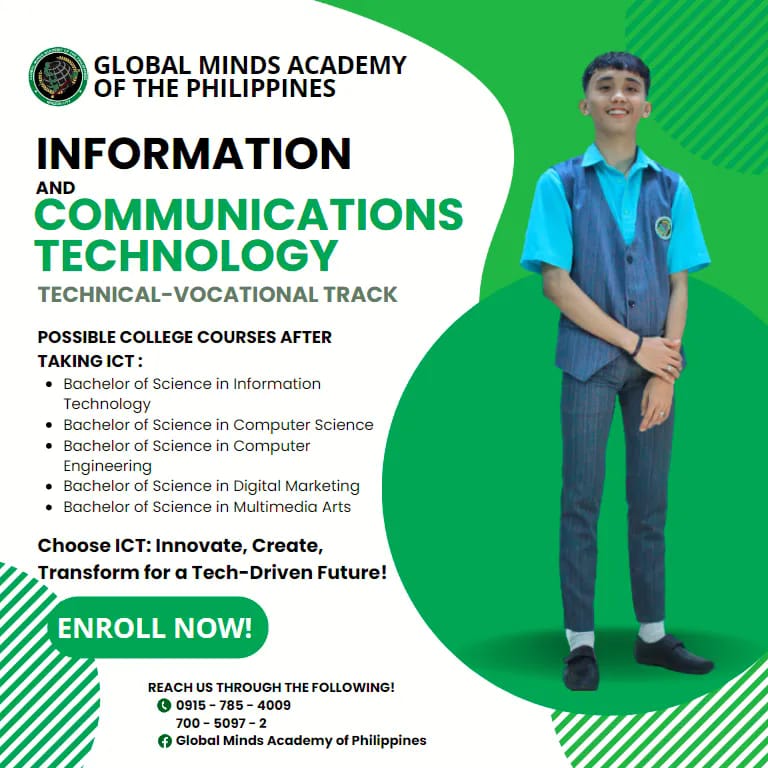 GLOBAL MINDS ACADEMY
OF THE PHILIPPINES
INFORMATION
AND
COMMUNICATIONS
TECHNOLOGY
TECHNICAL-VOCATIONAL TRACK
POSSIBLE COLLEGE COURSES AFTER
TAKING ICT :
• Bachelor of Science in Information
Technology
• Bachelor of Science in Computer Science
• Bachelor of Science in Computer
Engineering
• Bachelor of Science in Digital Marketing
• Bachelor of Science in Multimedia Arts
Choose ICT: Innovate, Create,
Transform for a Tech-Driven Future!
ENROLL NOW!
REACH US THROUGH THE FOLLOWING!
0915 - 785 - 4009
700 - 5097 - 2
Global Minds Academy of Philippines